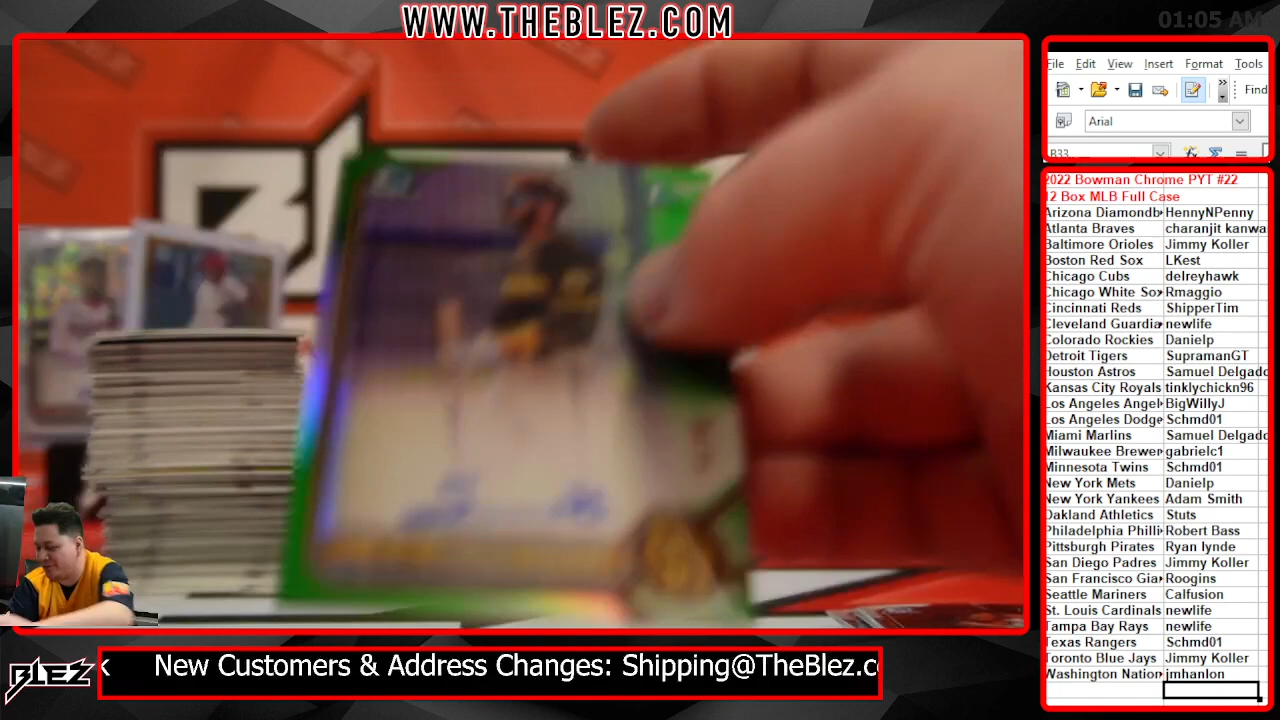 WWW.THEBLEZ.COM
01:05 AM
File Edit View Insert Format Tools
Find
Arial
B33
2022 Bowman Chrome PYT #22
12 Box MLB Full Case
Arizona Diamondb HennyNPenny
Atlanta Braves charanjit kanwa
Baltimore Orioles Jimmy Koller
Boston Red Sox LKest
Chicago Cubs delreyhawk
Chicago White Sox Rmaggio
Cincinnati Reds ShipperTim
Cleveland Guardia newlife
Colorado Rockies Danielp
Detroit Tigers SupramanGT
Houston Astros Samuel Delgado
Kansas City Royals tinklychickn96
Los Angeles Angel BigWillyJ
Los Angeles Dodge Schmd01
Miami Marlins Samuel Delgado
Milwaukee Brewer gabrielc1
Minnesota Twins Schmd01
New York Mets Danielp
New York Yankees Adam Smith
Oakland Athletics Stuts
Philadelphia Philli Robert Bass
Pittsburgh Pirates Ryan lynde
San Diego Padres Jimmy Koller
San Francisco Gia Roogins
Seattle Mariners Calfusion
St. Louis Cardinals newlife
Tampa Bay Rays newlife
Texas Rangers Schmd01
Toronto Blue Jays Jimmy Koller
Washington Nation jmhanlon
BLEZ
k New Customers & Address Changes: Shipping@TheBlez.co